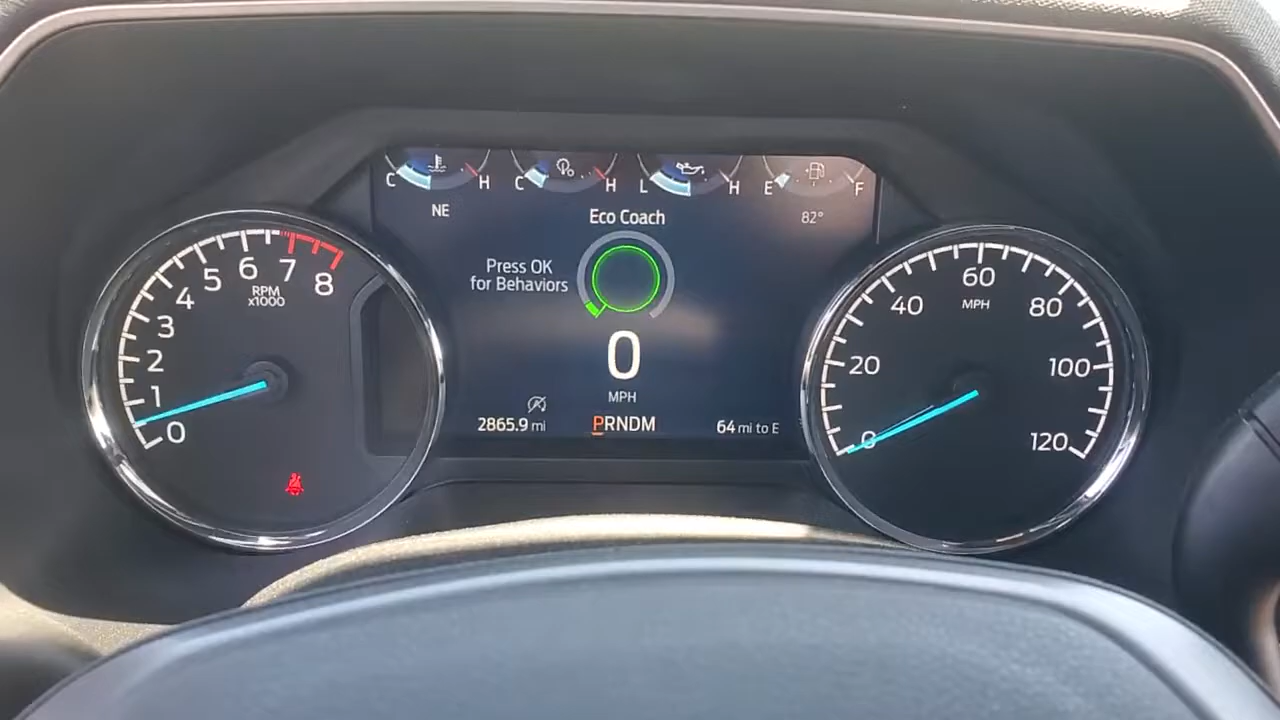 C H C H L H E F
NE
Eco Coach
82°
Press OK
for Behaviors
0
MPH
2865.9 mi
PRNDM
64 mi to E
0
1
2
3
4
5
6
7
8
RPM
x1000
0
20
40
60
80
100
120
MPH